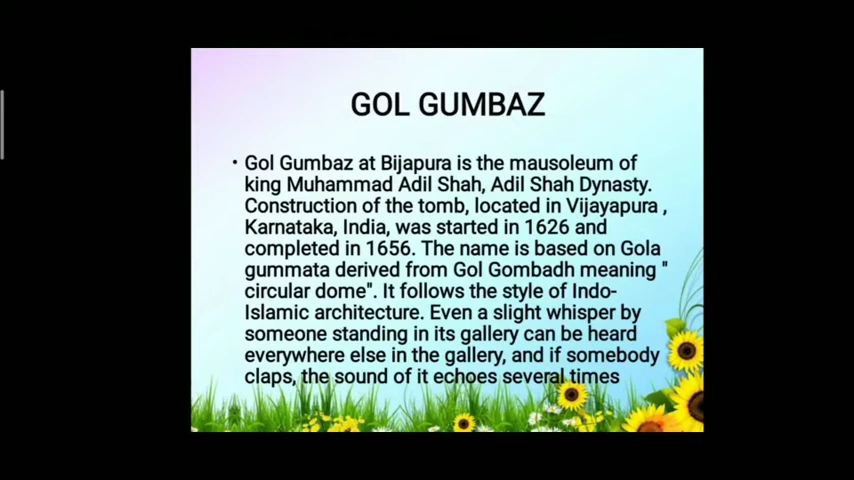 GOL GUMBAZ
• Gol Gumbaz at Bijapura is the mausoleum of
king Muhammad Adil Shah, Adil Shah Dynasty.
Construction of the tomb, located in Vijayapura ,
Karnataka, India, was started in 1626 and
completed in 1656. The name is based on Gola
gummata derived from Gol Gombadh meaning "
circular dome". It follows the style of Indo-
Islamic architecture. Even a slight whisper by
someone standing in its gallery can be heard
everywhere else in the gallery, and if somebody
claps, the sound of it echoes several times